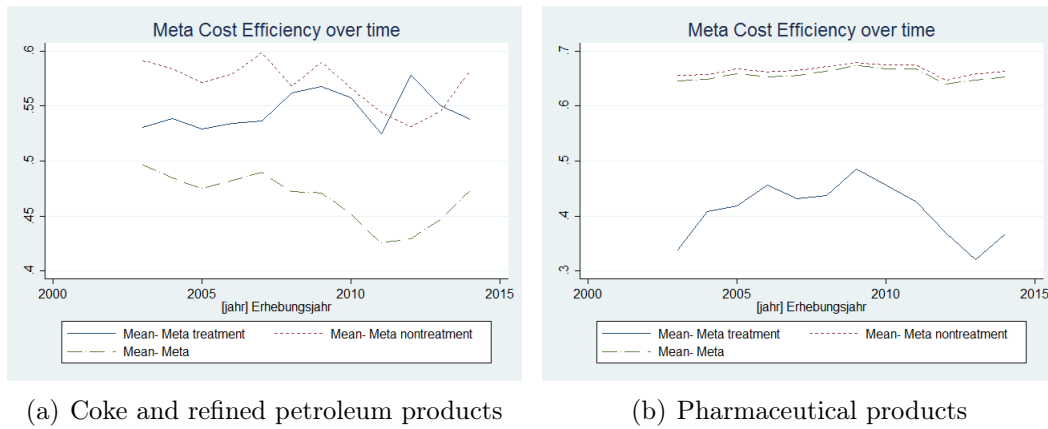 Meta Cost Efficiency over time
.6
.55
.5
.45
.4
2000
2005
2010
2015
[jahr] Erhebungsjahr
Mean- Meta treatment
Mean- Meta nontreatment
Mean- Meta
(a) Coke and refined petroleum products
Meta Cost Efficiency over time
.7
.6
.5
.4
.3
2000
2005
2010
2015
[jahr] Erhebungsjahr
Mean- Meta treatment
Mean- Meta nontreatment
Mean- Meta
(b) Pharmaceutical products